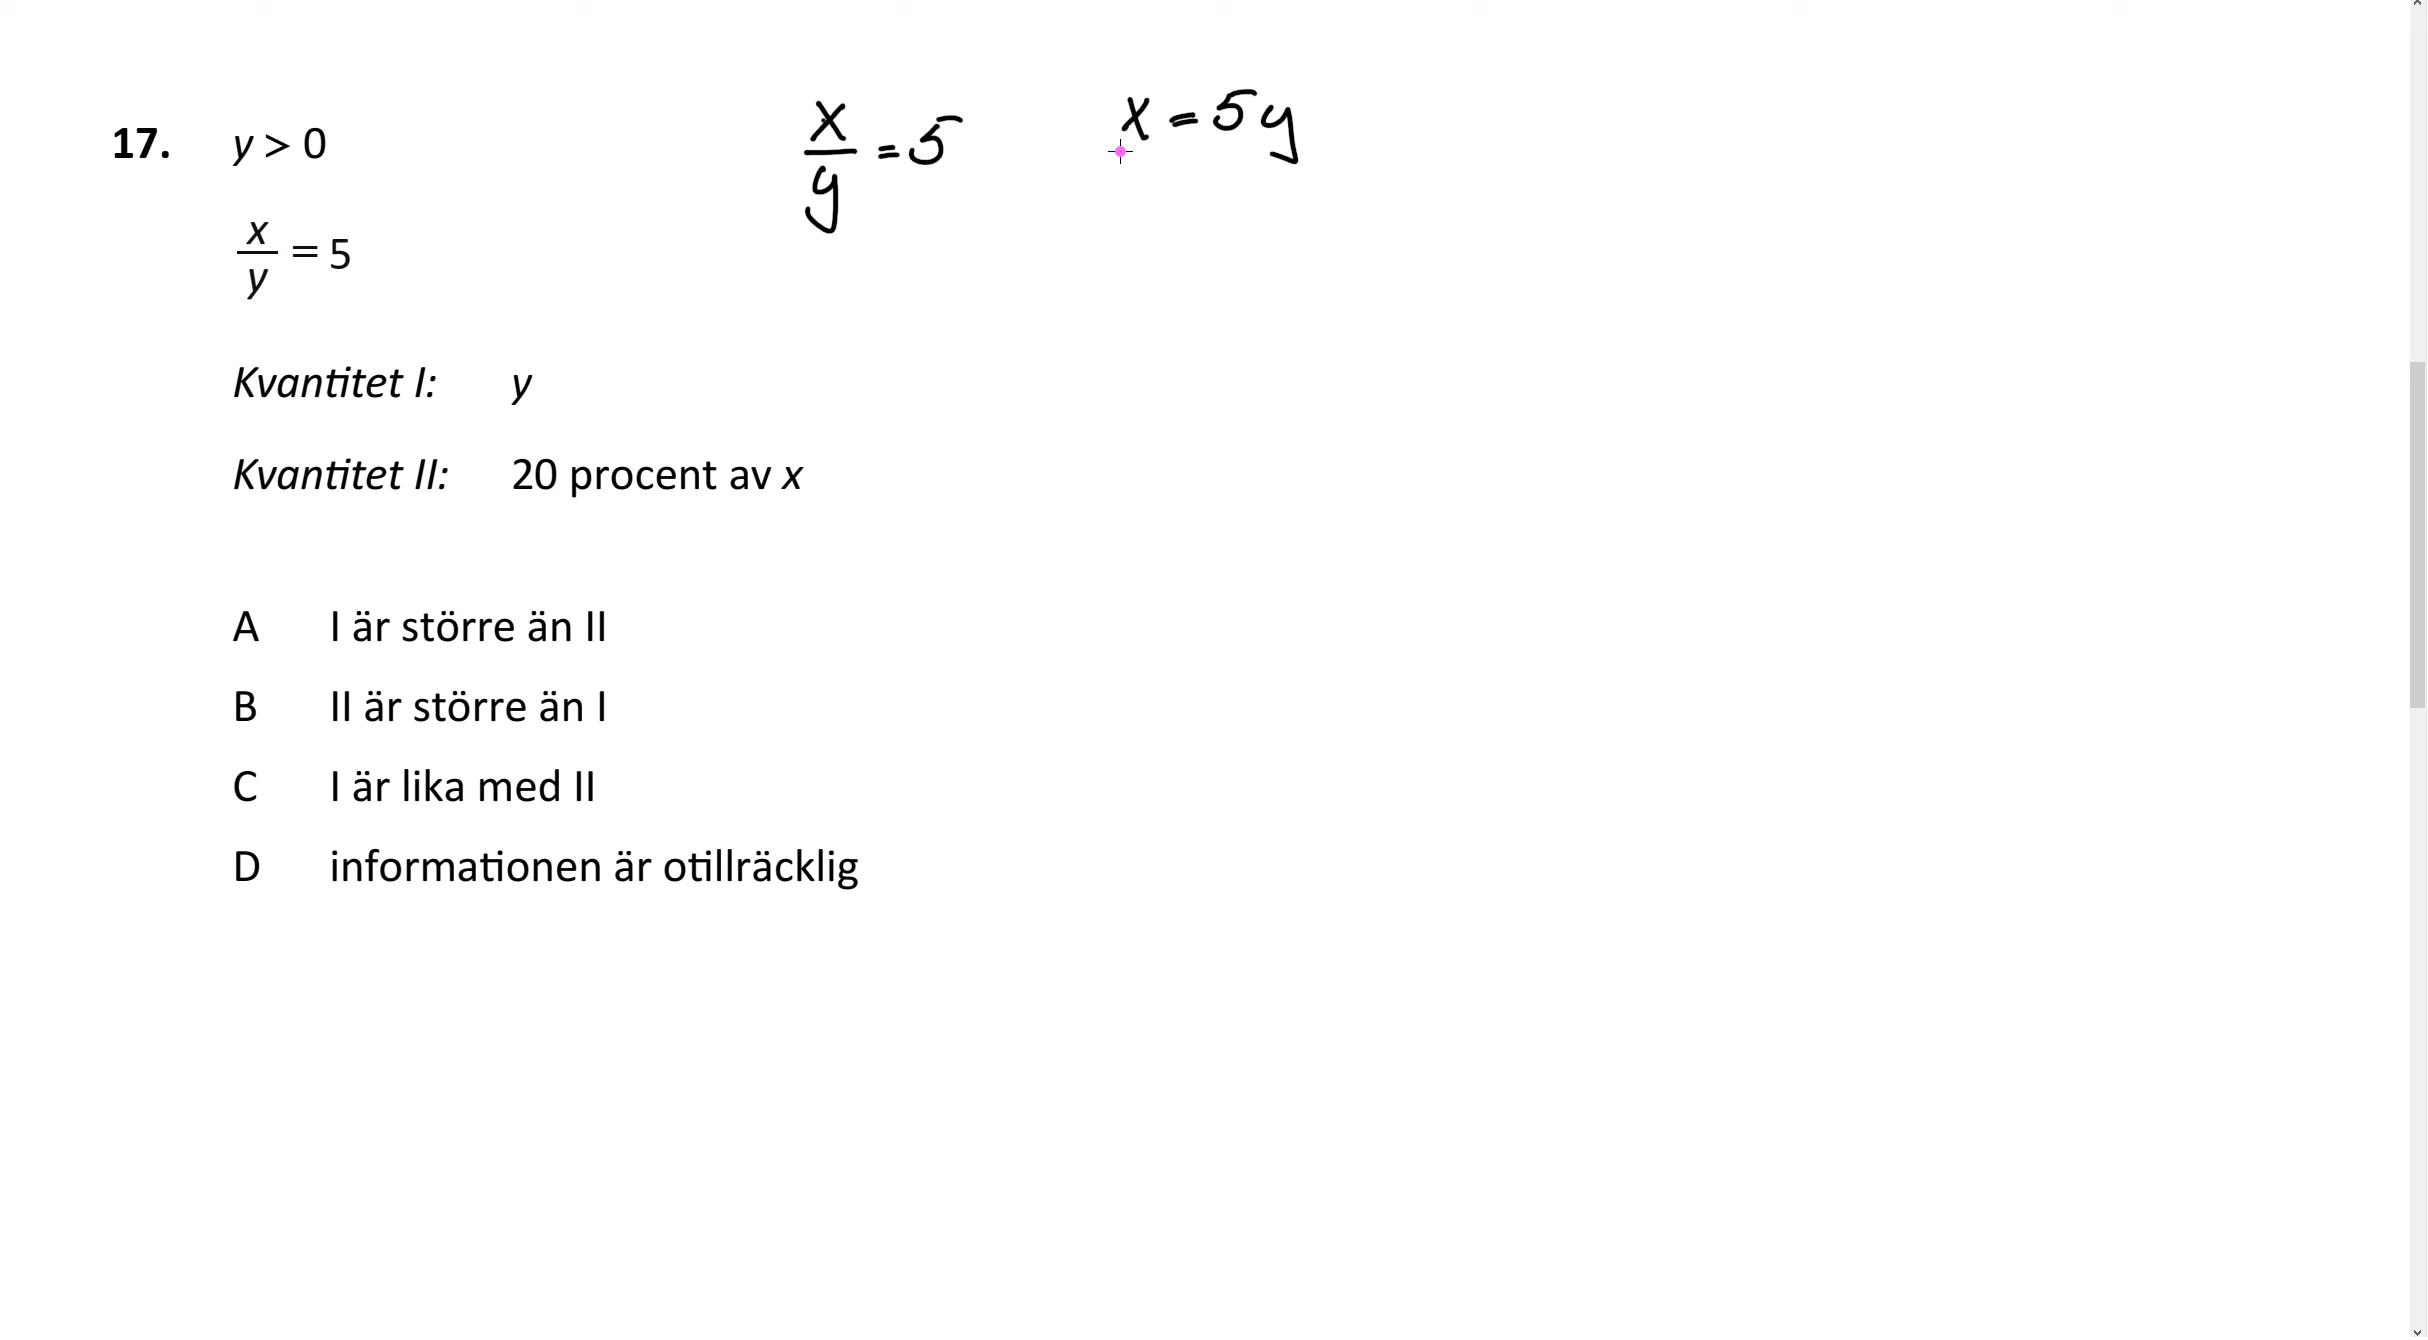 17. y > 0
x/y = 5
x/y = 5
x = 5y
Kvantitet I: y
Kvantitet II: 20 procent av x
A I är större än II
B II är större än I
C I är lika med II
D informationen är otillräcklig